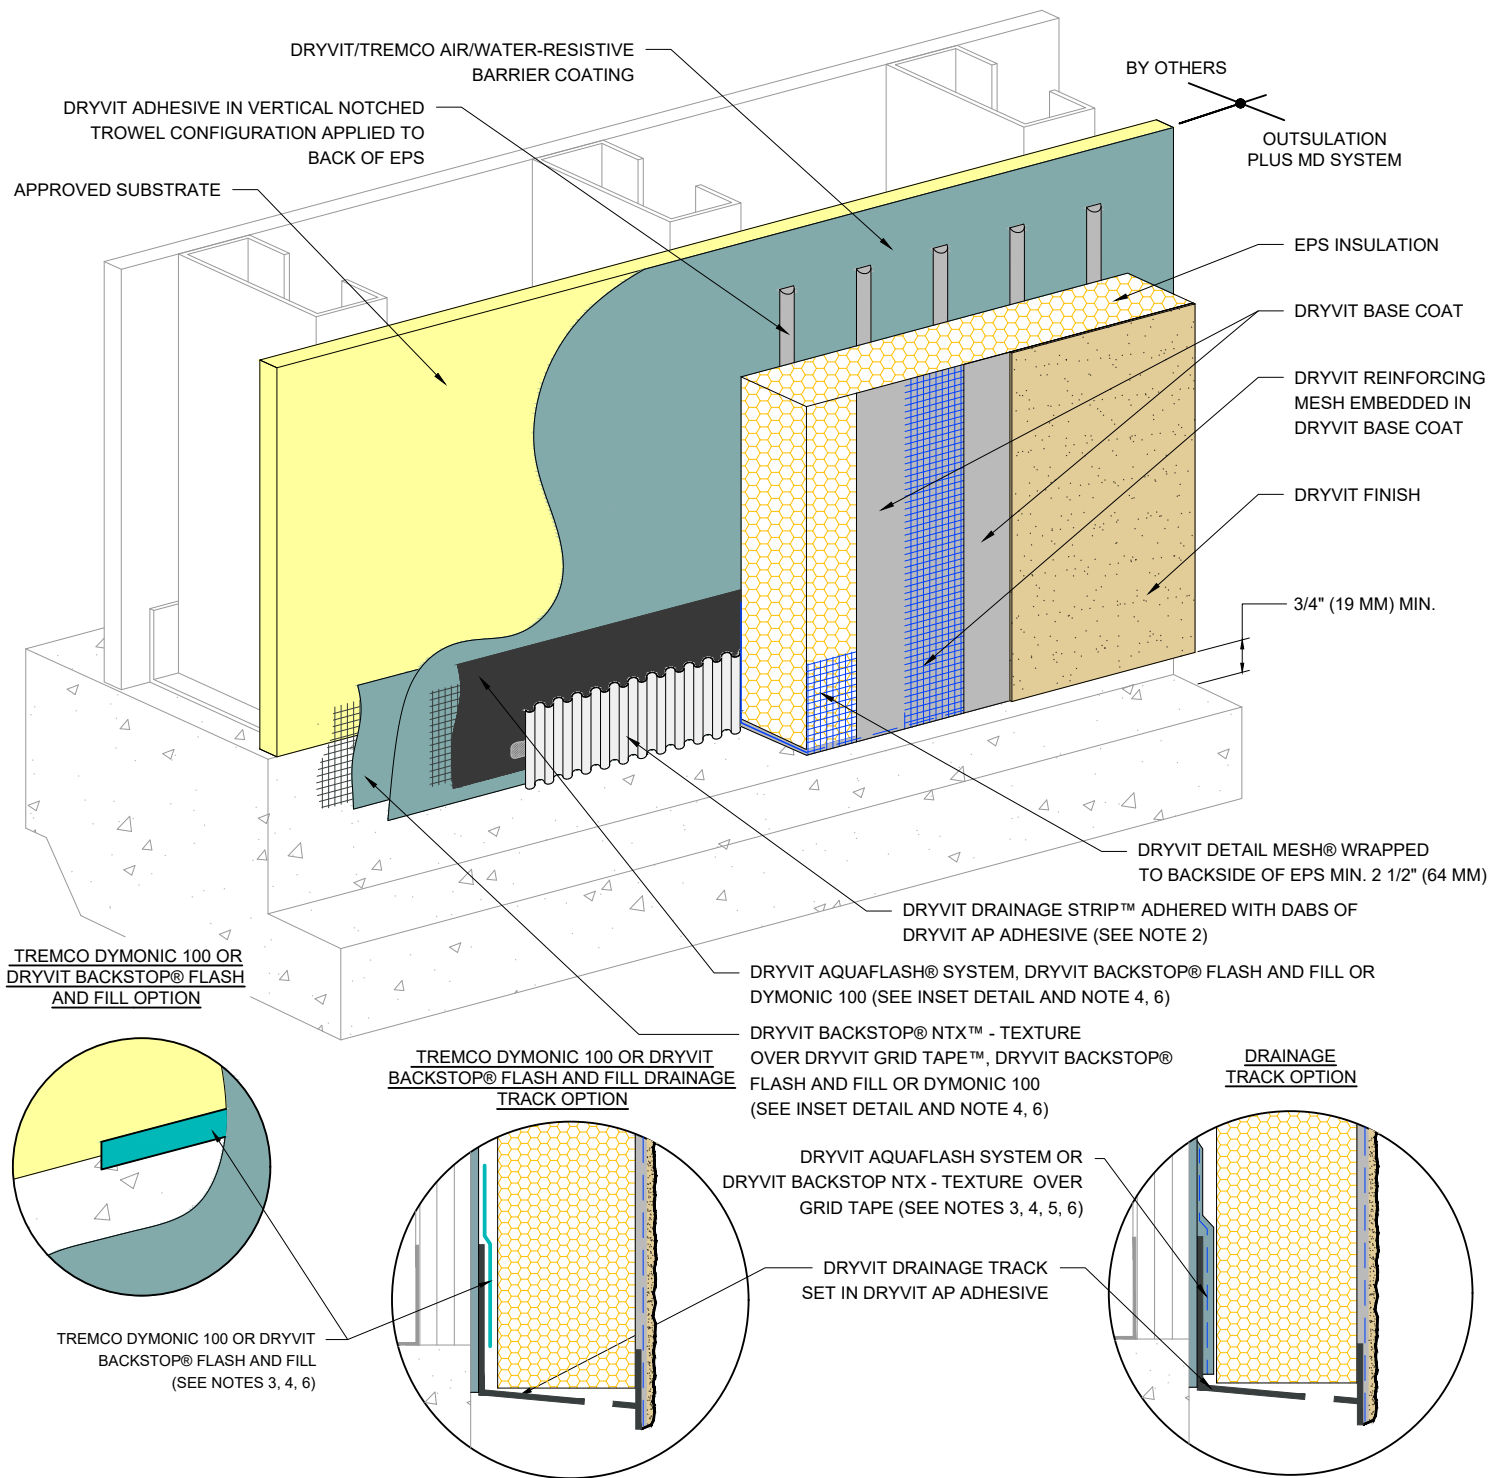 DRYVIT/TREMCO AIR/WATER-RESISTIVE
BARRIER COATING
DRYVIT ADHESIVE IN VERTICAL NOTCHED
TROWEL CONFIGURATION APPLIED TO
BACK OF EPS
APPROVED SUBSTRATE
BY OTHERS
OUTSULATION
PLUS MD SYSTEM
EPS INSULATION
DRYVIT BASE COAT
DRYVIT REINFORCING
MESH EMBEDDED IN
DRYVIT BASE COAT
DRYVIT FINISH
3/4" (19 MM) MIN.
DRYVIT DETAIL MESH® WRAPPED
TO BACKSIDE OF EPS MIN. 2 1/2" (64 MM)
DRYVIT DRAINAGE STRIP™ ADHERED WITH DABS OF
DRYVIT AP ADHESIVE (SEE NOTE 2)
DRYVIT AQUAFLASH® SYSTEM, DRYVIT BACKSTOP® FLASH AND FILL OR
DYMONIC 100 (SEE INSET DETAIL AND NOTE 4, 6)
DRYVIT BACKSTOP® NTX™ - TEXTURE
OVER DRYVIT GRID TAPE™, DRYVIT BACKSTOP®
FLASH AND FILL OR DYMONIC 100
(SEE INSET DETAIL AND NOTE 4, 6)
TREMCO DYMONIC 100 OR
DRYVIT BACKSTOP® FLASH
AND FILL OPTION
TREMCO DYMONIC 100 OR DRYVIT
BACKSTOP® FLASH AND FILL
(SEE NOTES 3, 4, 6)
TREMCO DYMONIC 100 OR DRYVIT
BACKSTOP® FLASH AND FILL DRAINAGE
TRACK OPTION
DRAINAGE
TRACK OPTION
DRYVIT AQUAFLASH SYSTEM OR
DRYVIT BACKSTOP NTX - TEXTURE OVER
GRID TAPE (SEE NOTES 3, 4, 5, 6)
DRYVIT DRAINAGE TRACK
SET IN DRYVIT AP ADHESIVE